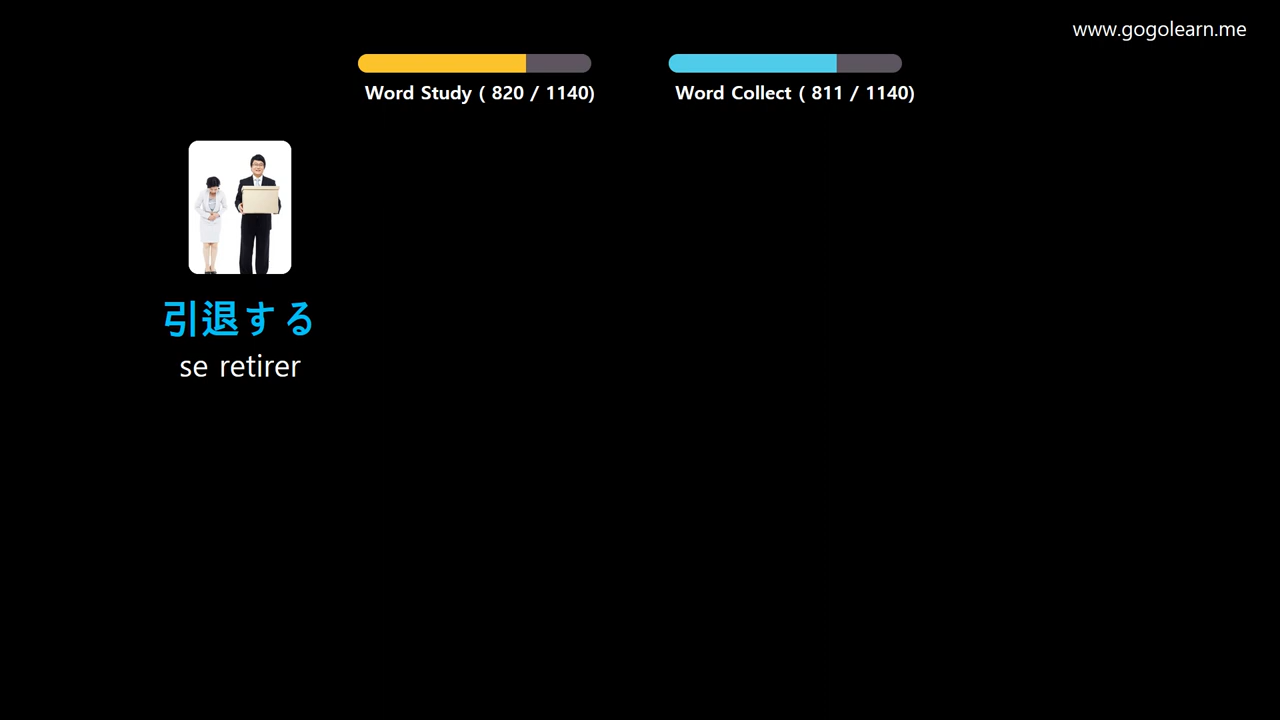 www.gogolearn.me
Word Study ( 820 / 1140)
Word Collect ( 811 / 1140)
引退する
se retirer